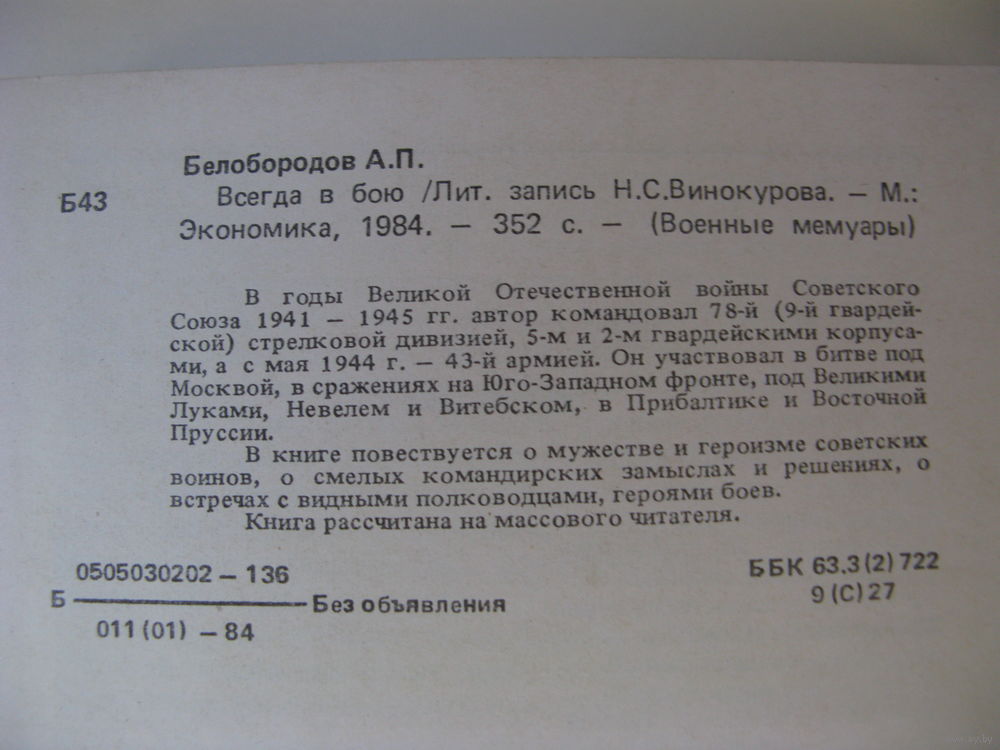 Белобородов А.П.
Б43 Всегда в бою /Лит. запись Н.С.Винокурова. — М.:
Экономика, 1984. — 352 с. — (Военные мемуары)
В годы Великой Отечественной войны Советского
Союза 1941 — 1945 гг. автор командовал 78-й (9-й гвардей-
ской) стрелковой дивизией, 5-м и 2-м гвардейскими корпуса-
ми, а с мая 1944 г. — 43-й армией. Он участвовал в битве под
Москвой, в сражениях на Юго-Западном фронте, под Великими
Луками, Невелем и Витебском, в Прибалтике и Восточной
Пруссии.
В книге повествуется о мужестве и героизме советских
воинов, о смелых командирских замыслах и решениях, о
встречах с видными полководцами, героями боев.
Книга рассчитана на массового читателя.
0505030202 — 136
Б — Без объявления
011 (01) — 84
ББК 63.3 (2) 722
9 (С) 27